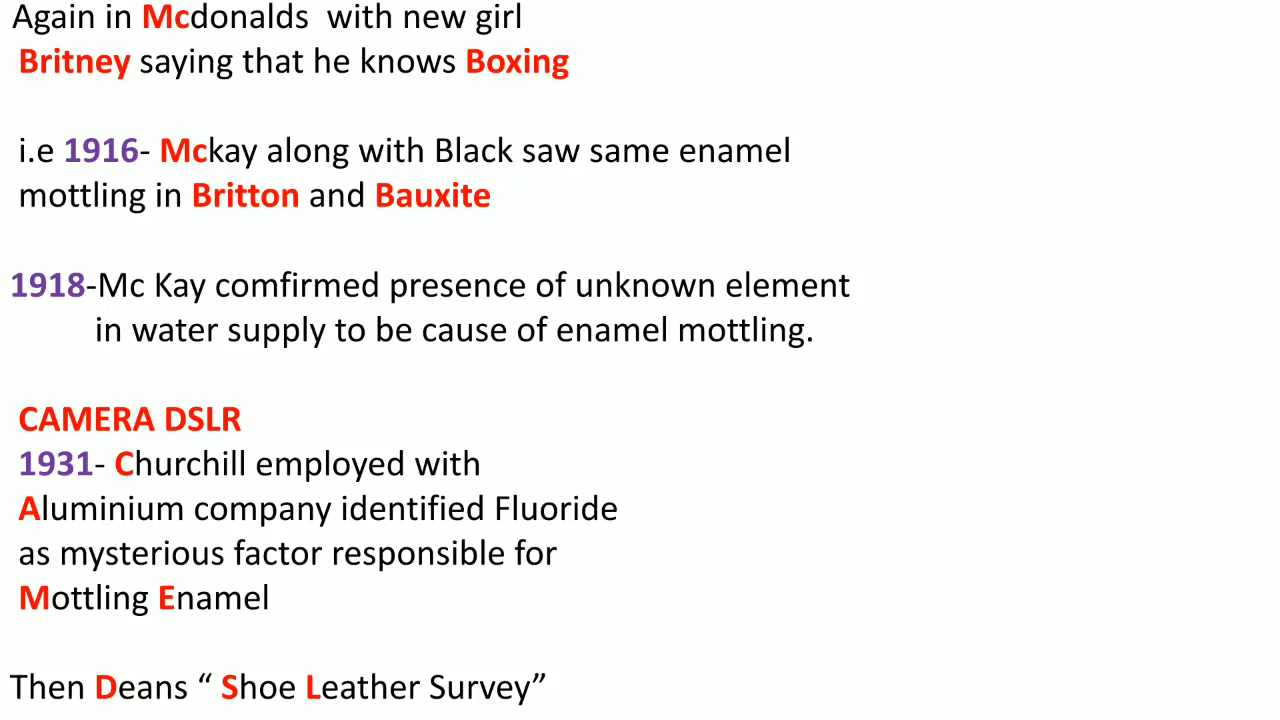 Again in Mcdonalds with new girl
Britney saying that he knows Boxing
i.e 1916- Mckay along with Black saw same enamel
mottling in Britton and Bauxite
1918-Mc Kay comfirmed presence of unknown element
in water supply to be cause of enamel mottling.
CAMERA DSLR
1931- Churchill employed with
Aluminium company identified Fluoride
as mysterious factor responsible for
Mottling Enamel
Then Deans “ Shoe Leather Survey”